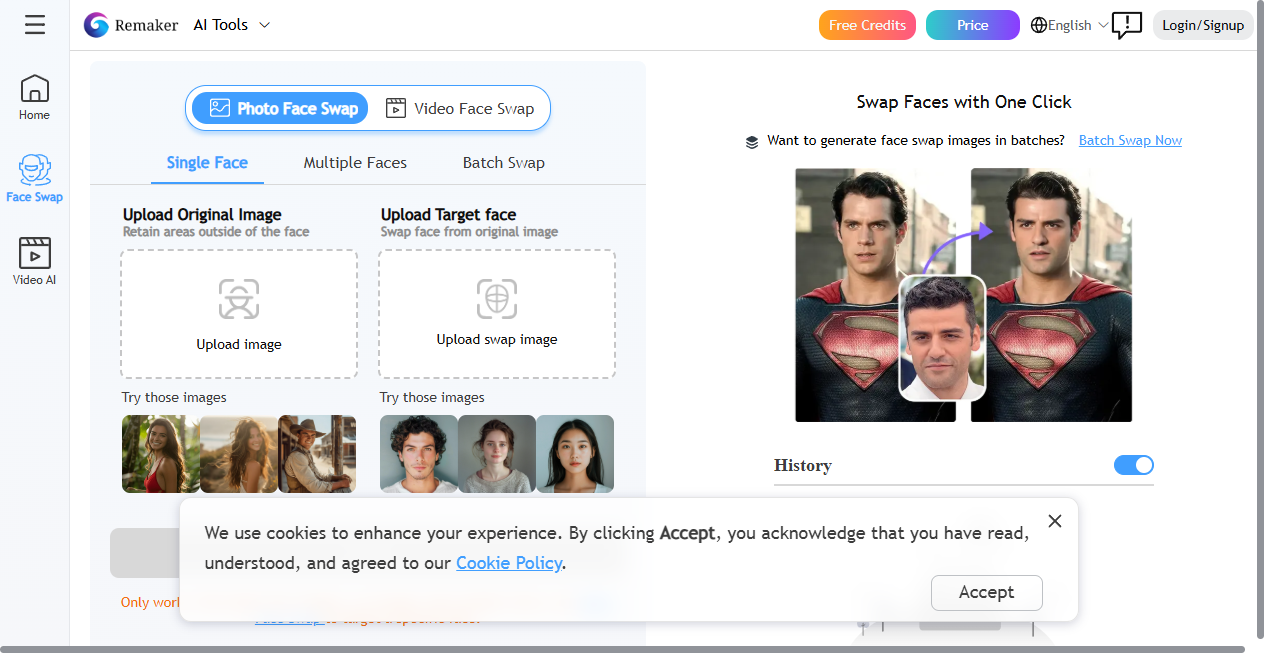 Remaker
AI Tools
Free Credits
Price
English
Login/Signup
Home
Face Swap
Video AI
Photo Face Swap
Video Face Swap
Single Face
Multiple Faces
Batch Swap
Upload Original Image
Retain areas outside of the face
Upload image
Try those images
Upload Target face
Swap face from original image
Upload swap image
Try those images
Only
Swap Faces with One Click
Want to generate face swap images in batches? Batch Swap Now
History
We use cookies to enhance your experience. By clicking Accept, you acknowledge that you have read,
understood, and agreed to our Cookie Policy.
Accept